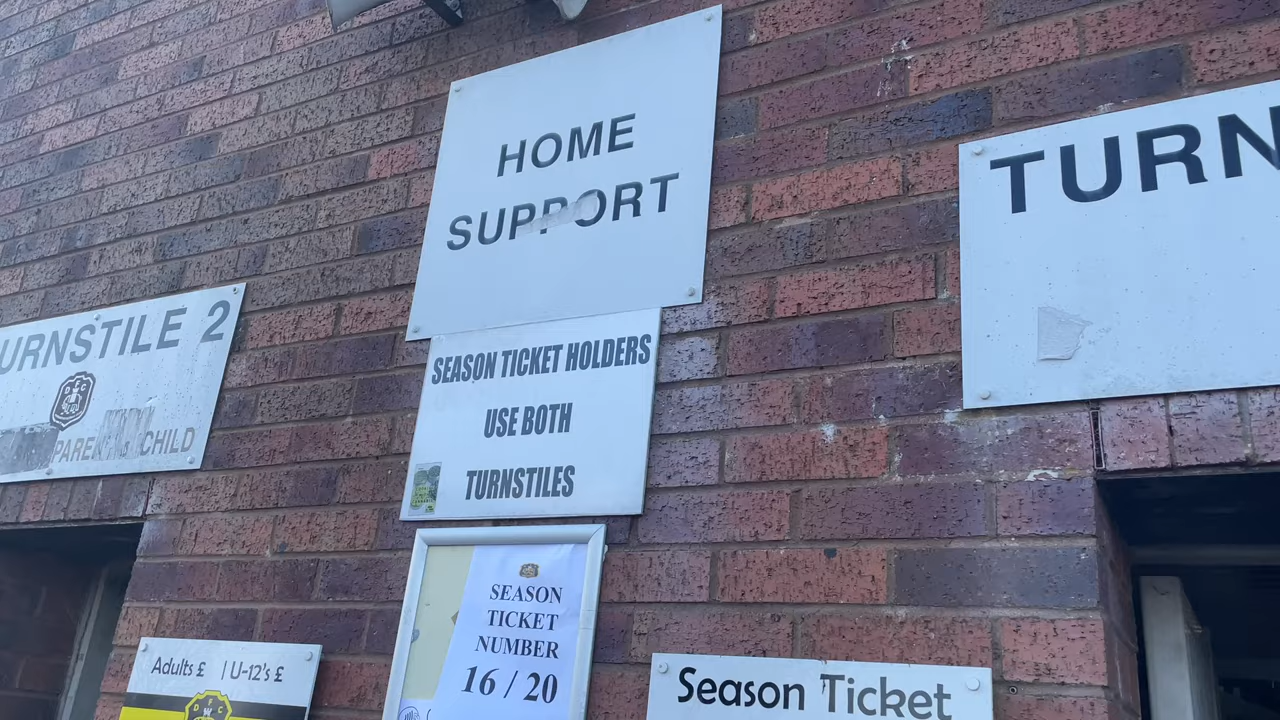 HOME
SUPPORT
TURN
URNSTILE 2
PARENT & CHILD
SEASON TICKET HOLDERS
USE BOTH
TURNSTILES
SEASON
TICKET
NUMBER
16 / 20
Adults £ | U-12's £
Season Ticket